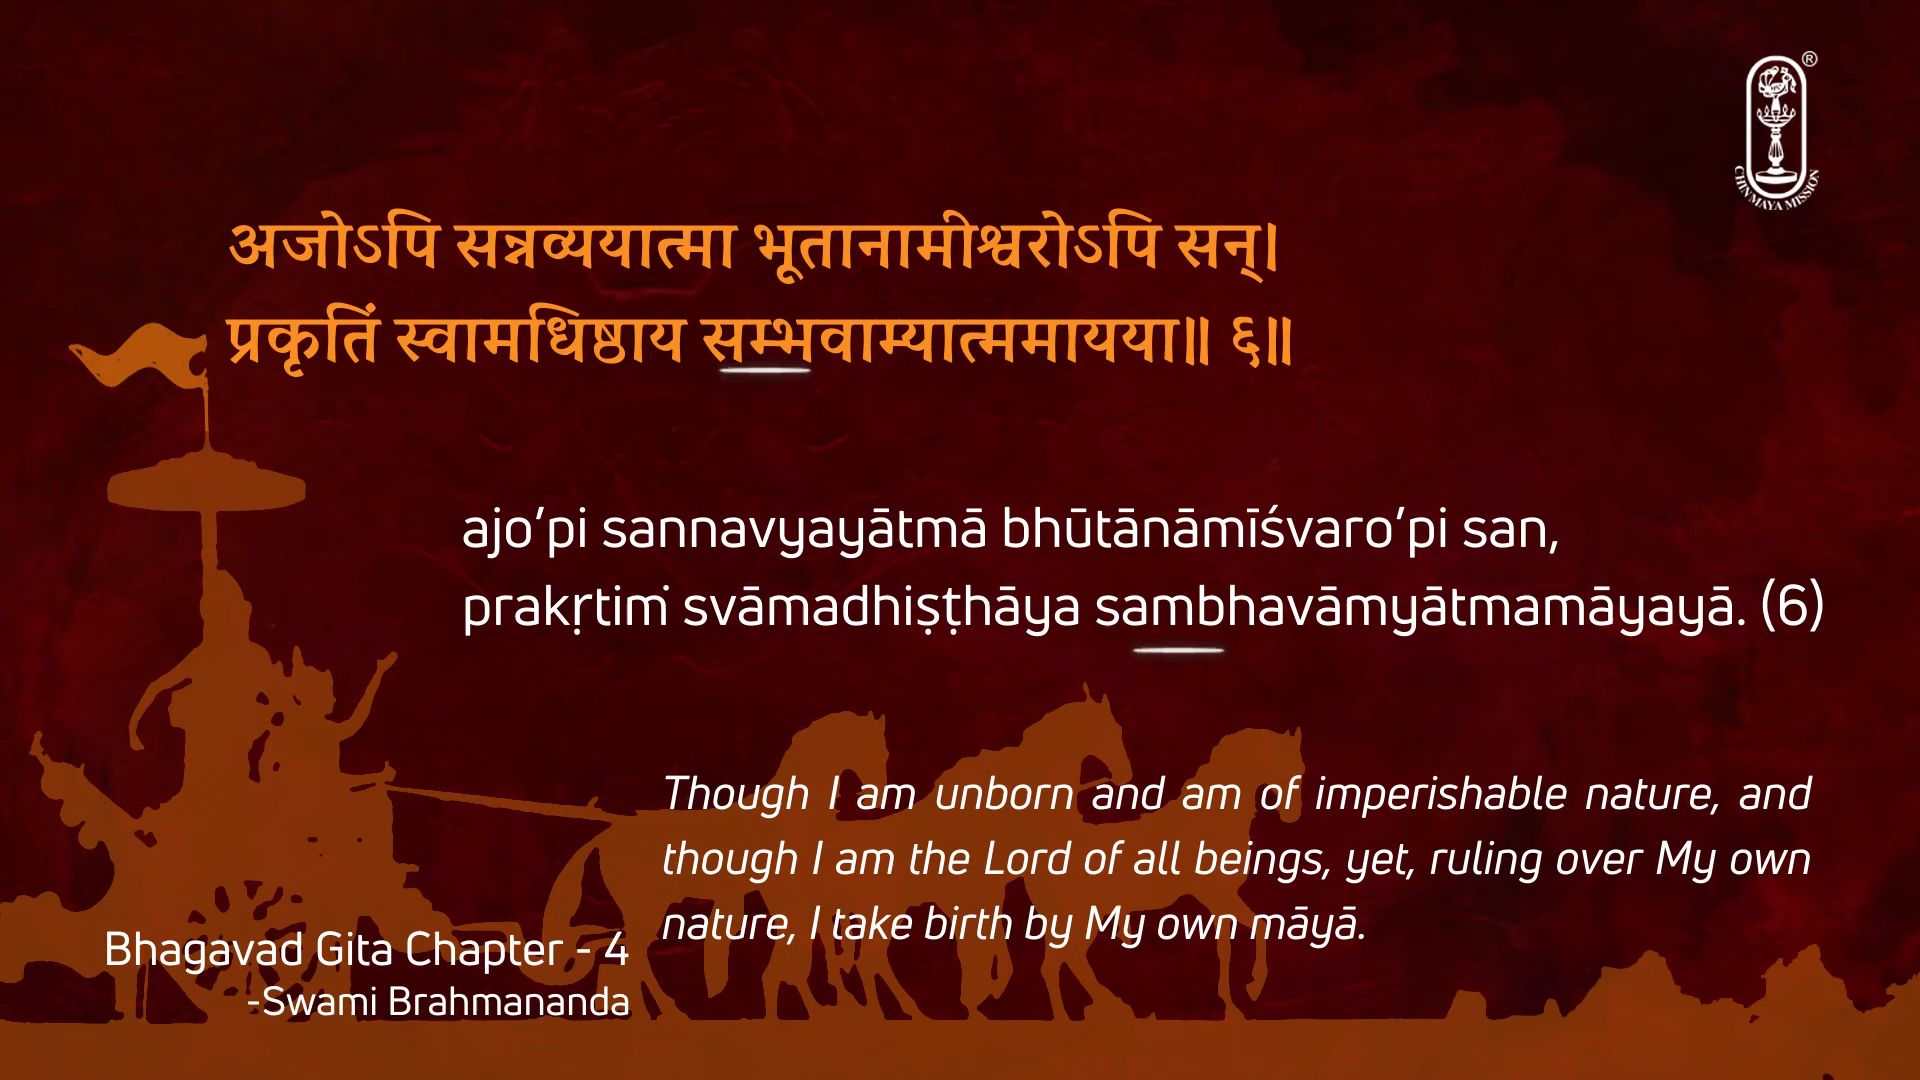 ®
CHINMAYA MISSION
अजोऽपि सन्नव्ययात्मा भूतानामीश्वरोऽपि सन्।
प्रकृतिं स्वामधिष्ठाय सम्भवाम्यात्ममायया॥ ६॥
ajo’pi sannavyayātmā bhūtānāmīśvaro’pi san,
prakṛtiṁ svāmadhiṣṭhāya sambhavāmyātmamāyayā. (6)
Though I am unborn and am of imperishable nature, and
though I am the Lord of all beings, yet, ruling over My own
nature, I take birth by My own māyā.
Bhagavad Gita Chapter - 4
-Swami Brahmananda